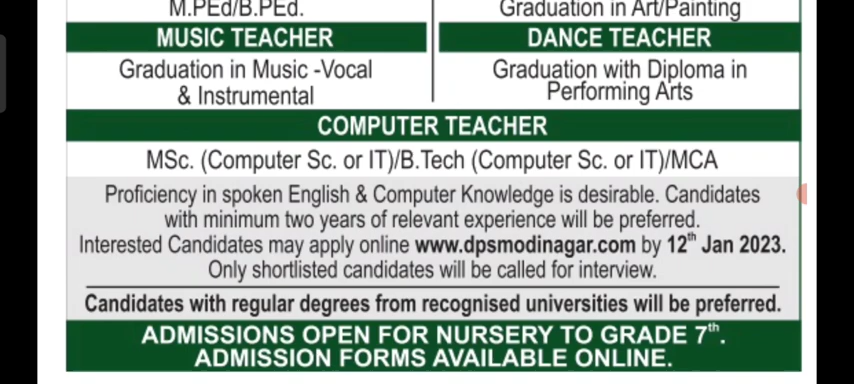 M.PEd/B.PEd.
Graduation in Art/Painting
MUSIC TEACHER
Graduation in Music -Vocal
& Instrumental
DANCE TEACHER
Graduation with Diploma in
Performing Arts
COMPUTER TEACHER
MSc. (Computer Sc. or IT)/B.Tech (Computer Sc. or IT)/MCA
Proficiency in spoken English & Computer Knowledge is desirable. Candidates
with minimum two years of relevant experience will be preferred.
Interested Candidates may apply online www.dpsmodinagar.com by 12th Jan 2023.
Only shortlisted candidates will be called for interview.
Candidates with regular degrees from recognised universities will be preferred.
ADMISSIONS OPEN FOR NURSERY TO GRADE 7th.
ADMISSION FORMS AVAILABLE ONLINE.